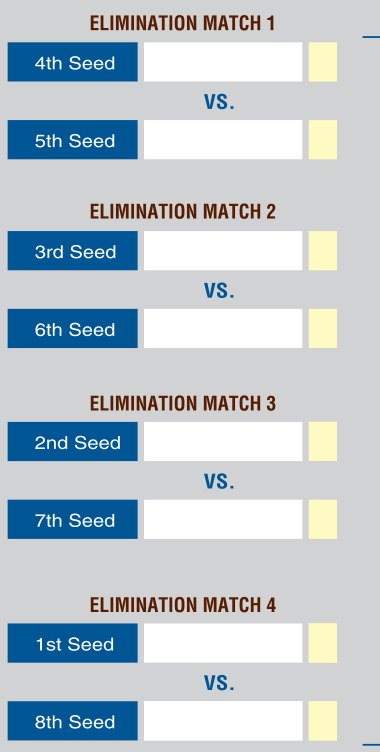 ELIMINATION MATCH 1
4th Seed
VS.
5th Seed
ELIMINATION MATCH 2
3rd Seed
VS.
6th Seed
ELIMINATION MATCH 3
2nd Seed
VS.
7th Seed
ELIMINATION MATCH 4
1st Seed
VS.
8th Seed